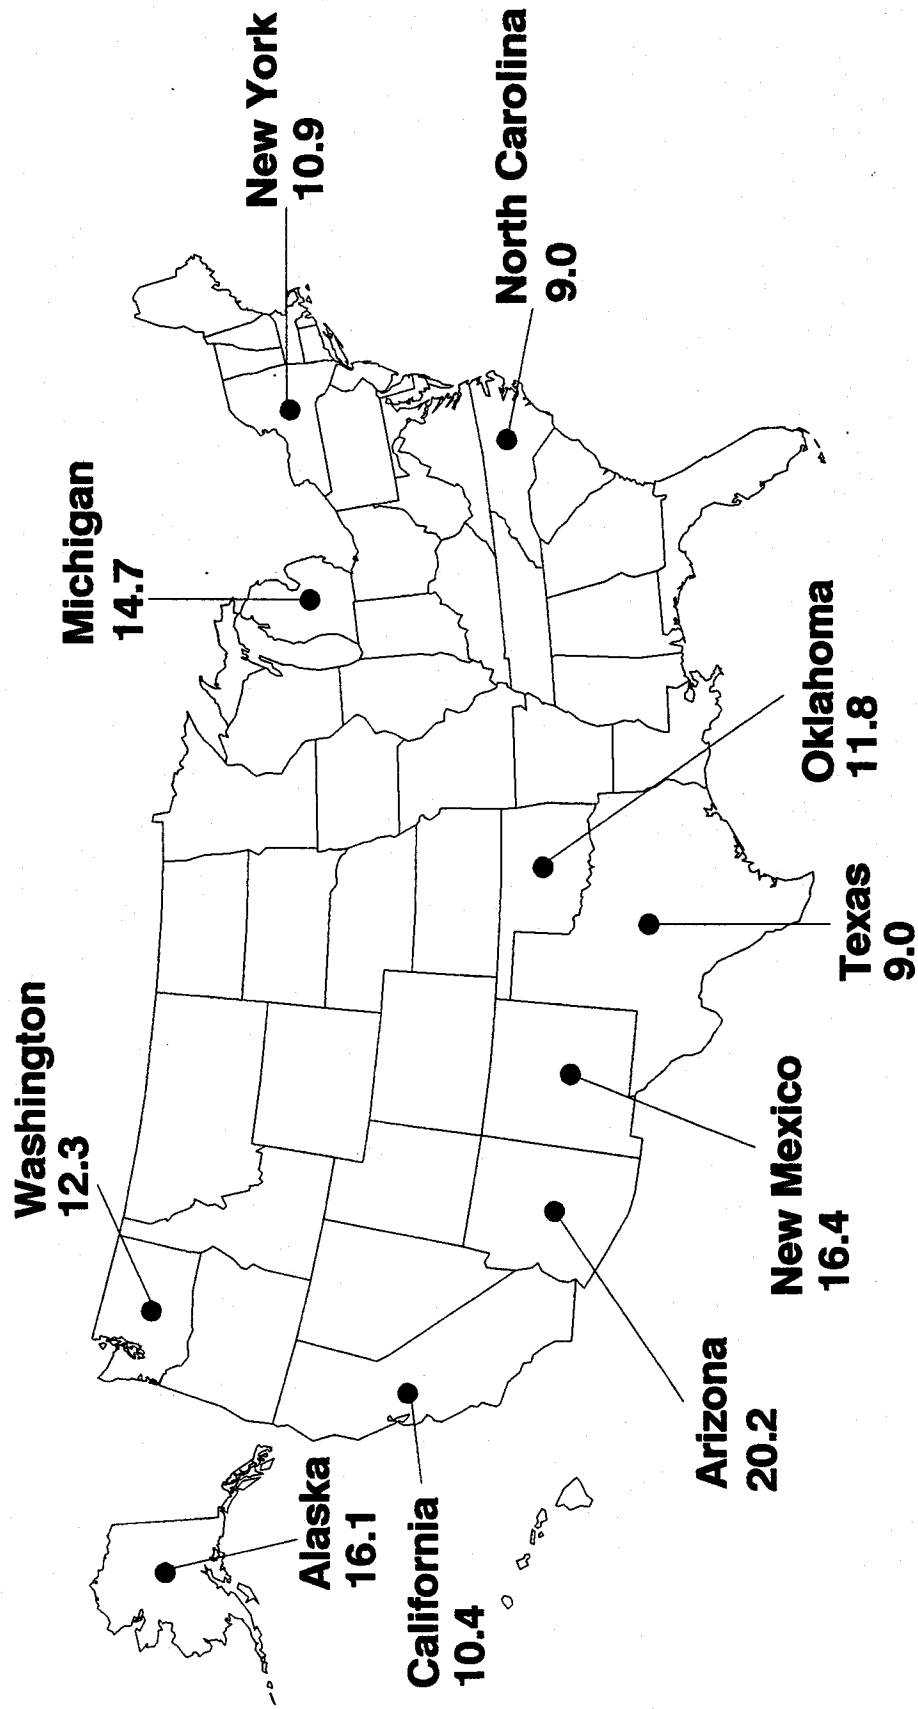 Washington
12.3
Michigan
14.7
New York
10.9
Alaska
16.1
California
10.4
North Carolina
9.0
Arizona
20.2
New Mexico
16.4
Texas
9.0
Oklahoma
11.8